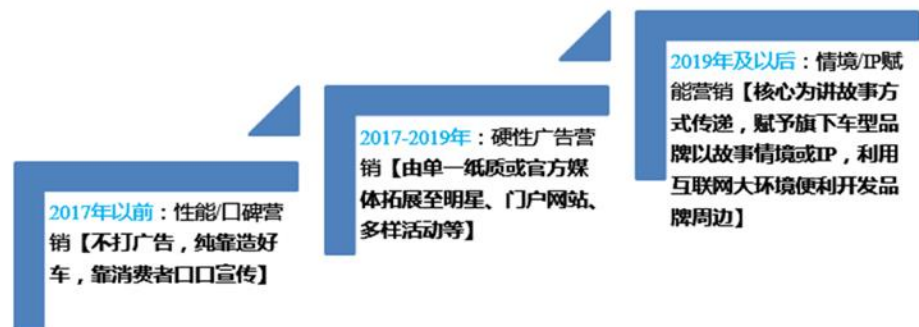 2017年以前：性能/口碑营
销【不打广告，纯靠造好
车，靠消费者口口宣传】
2017-2019年：硬性广告营
销【由单一纸质或官方媒
体拓展至明星、门户网站、
多样活动等】
2019年及以后：情境/IP赋
能营销【核心为讲故事方
式传递，赋予旗下车型品
牌以故事情境或IP，利用
互联网大环境便利开发品
牌周边】